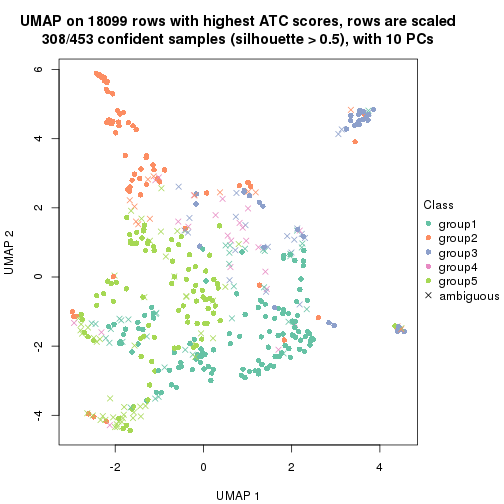 UMAP on 18099 rows with highest ATC scores, rows are scaled
308/453 confident samples (silhouette > 0.5), with 10 PCs
6
4
2
0
-2
-4
UMAP 2
-2
0
2
4
UMAP 1
Class
group1
group2
group3
group4
group5
ambiguous